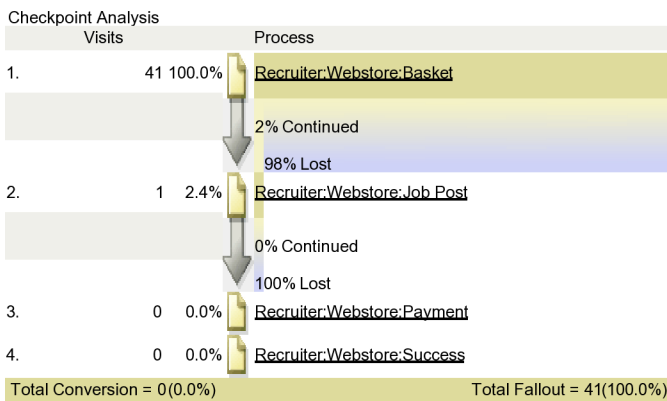 Checkpoint Analysis
Visits Process
1. 41 100.0% Recruiter:Webstore:Basket
2% Continued
98% Lost
2. 1 2.4% Recruiter:Webstore:Job Post
0% Continued
100% Lost
3. 0 0.0% Recruiter:Webstore:Payment
4. 0 0.0% Recruiter:Webstore:Success
Total Conversion = 0(0.0%) Total Fallout = 41(100.0%)